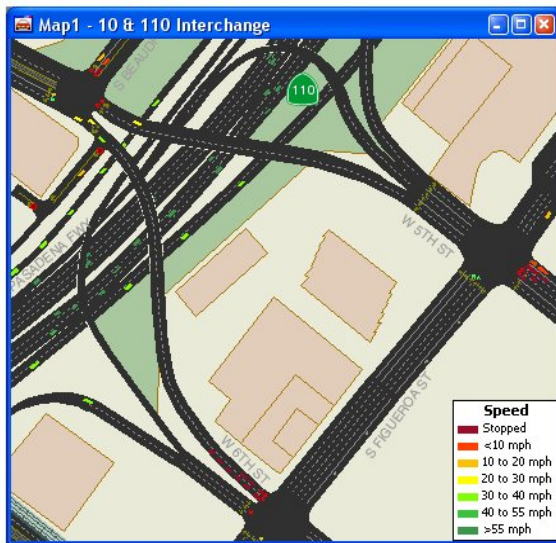 Map1 - 10 & 110 Interchange
S BEAUD
110
PASADENA FWY
W 5TH ST
S FIGUEROA ST
W 6TH ST
Speed
Stopped
<10 mph
10 to 20 mph
20 to 30 mph
30 to 40 mph
40 to 55 mph
>55 mph